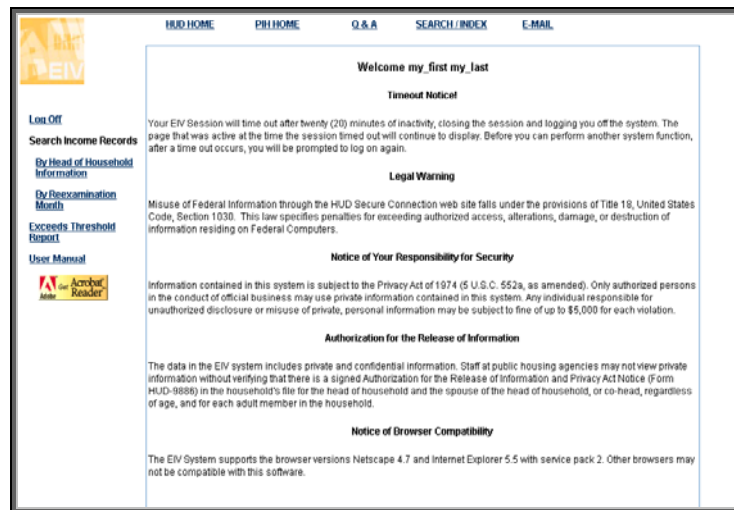 HUD HOME PIH HOME Q & A SEARCH / INDEX E-MAIL
EIV
Log Off
Search Income Records
By Head of Household
Information
By Reexamination
Month
Exceeds Threshold
Report
User Manual
Get Acrobat
Reader
Adobe
Welcome my_first my_last
Timeout Notice!
Your EIV Session will time out after twenty (20) minutes of inactivity, closing the session and logging you off the system. The
page that was active at the time the session timed out will continue to display. Before you can perform another system function,
after a time out occurs, you will be prompted to log on again.
Legal Warning
Misuse of Federal Information through the HUD Secure Connection web site falls under the provisions of Title 18, United States
Code, Section 1030. This law specifies penalties for exceeding authorized access, alterations, damage, or destruction of
information residing on Federal Computers.
Notice of Your Responsibility for Security
Information contained in this system is subject to the Privacy Act of 1974 (5 U.S.C. 552a, as amended). Only authorized persons
in the conduct of official business may use private information contained in this system. Any individual responsible for
unauthorized disclosure or misuse of private, personal information may be subject to fine of up to $5,000 for each violation.
Authorization for the Release of Information
The data in the EIV system includes private and confidential information. Staff at public housing agencies may not view private
information without verifying that there is a signed Authorization for the Release of Information and Privacy Act Notice (Form
HUD-9886) in the household's file for the head of household and the spouse of the head of household, or co-head, regardless
of age, and for each adult member in the household.
Notice of Browser Compatibility
The EIV System supports the browser versions Netscape 4.7 and Internet Explorer 5.5 with service pack 2. Other browsers may
not be compatible with this software.